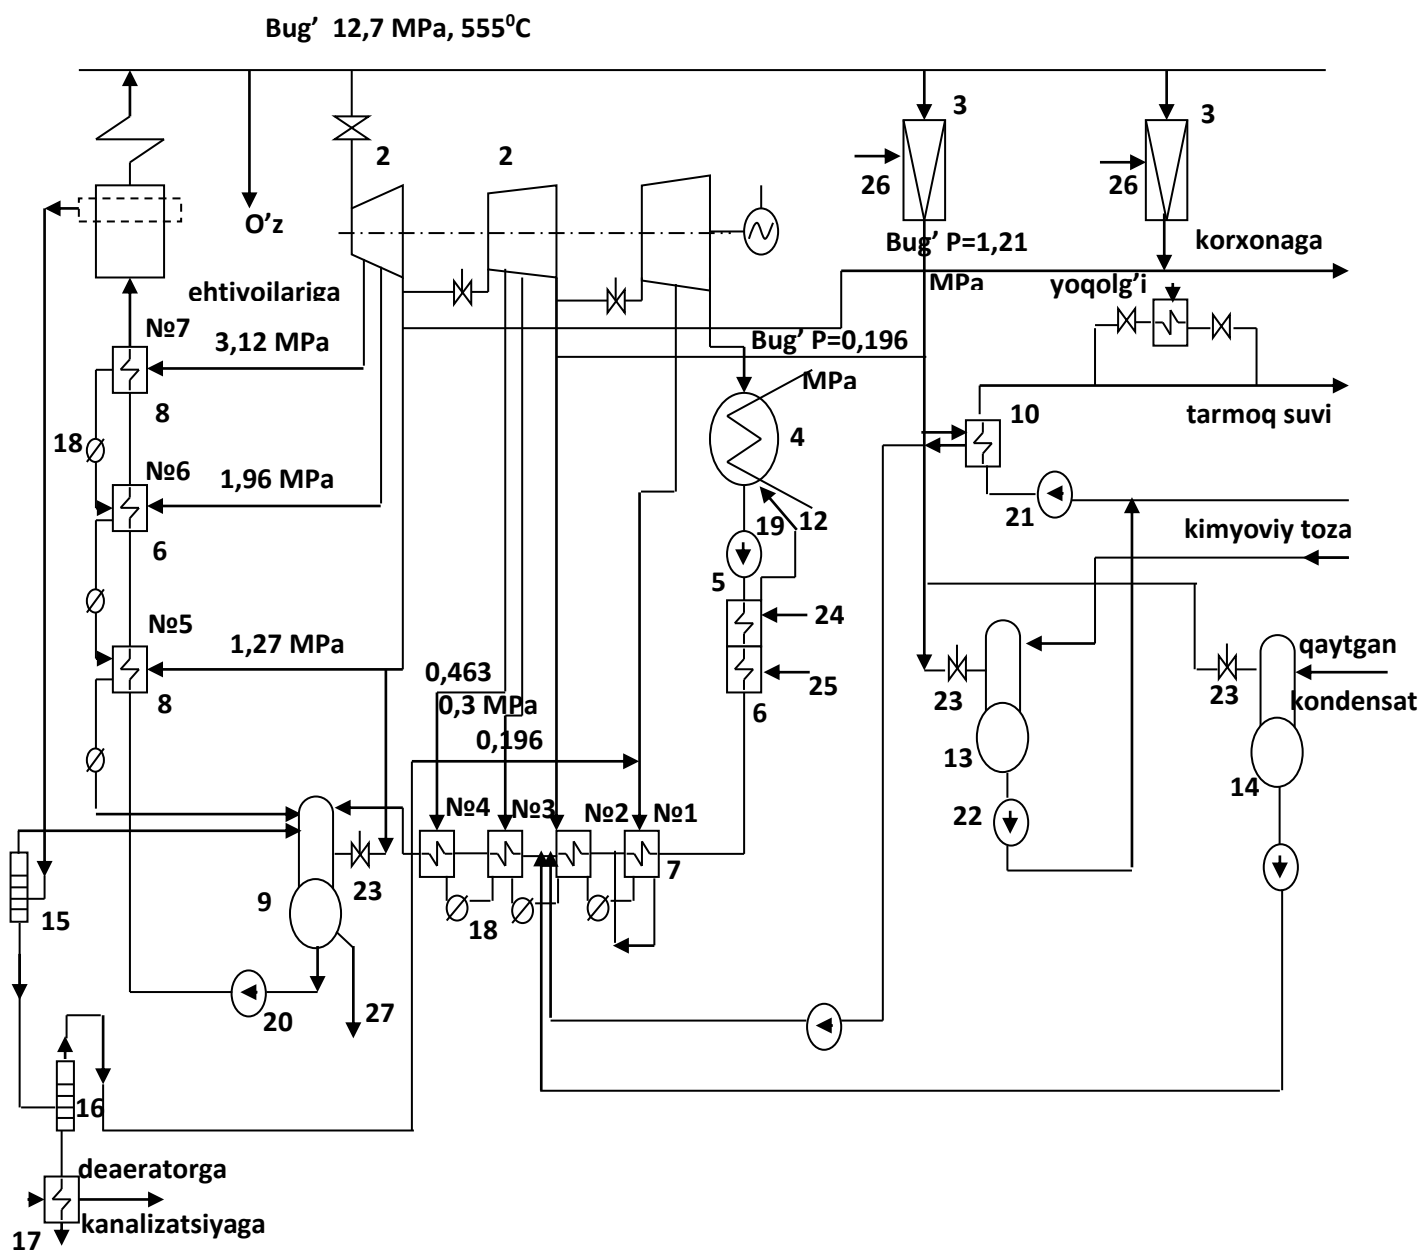 Bug’ 12,7 MPa, 555⁰C
3
3
2
2
26
26
O’z
Bug’ P=1,21
MPa
korxonaga
ehtivoilariga
yoqolg’i
№7
3,12 MPa
Bug’ P=0,196
MPa
8
10
tarmoq suvi
18
4
№6
1,96 MPa
19
12
21
kimyoviy toza
6
5
24
№5
1,27 MPa
0,463
25
23
23
qaytgan
kondensat
8
0,3 MPa
6
0,196
13
14
№4
№3
№2
№1
22
7
9
23
15
18
20
27
16
deaeratorga
kanalizatsiyaga
17